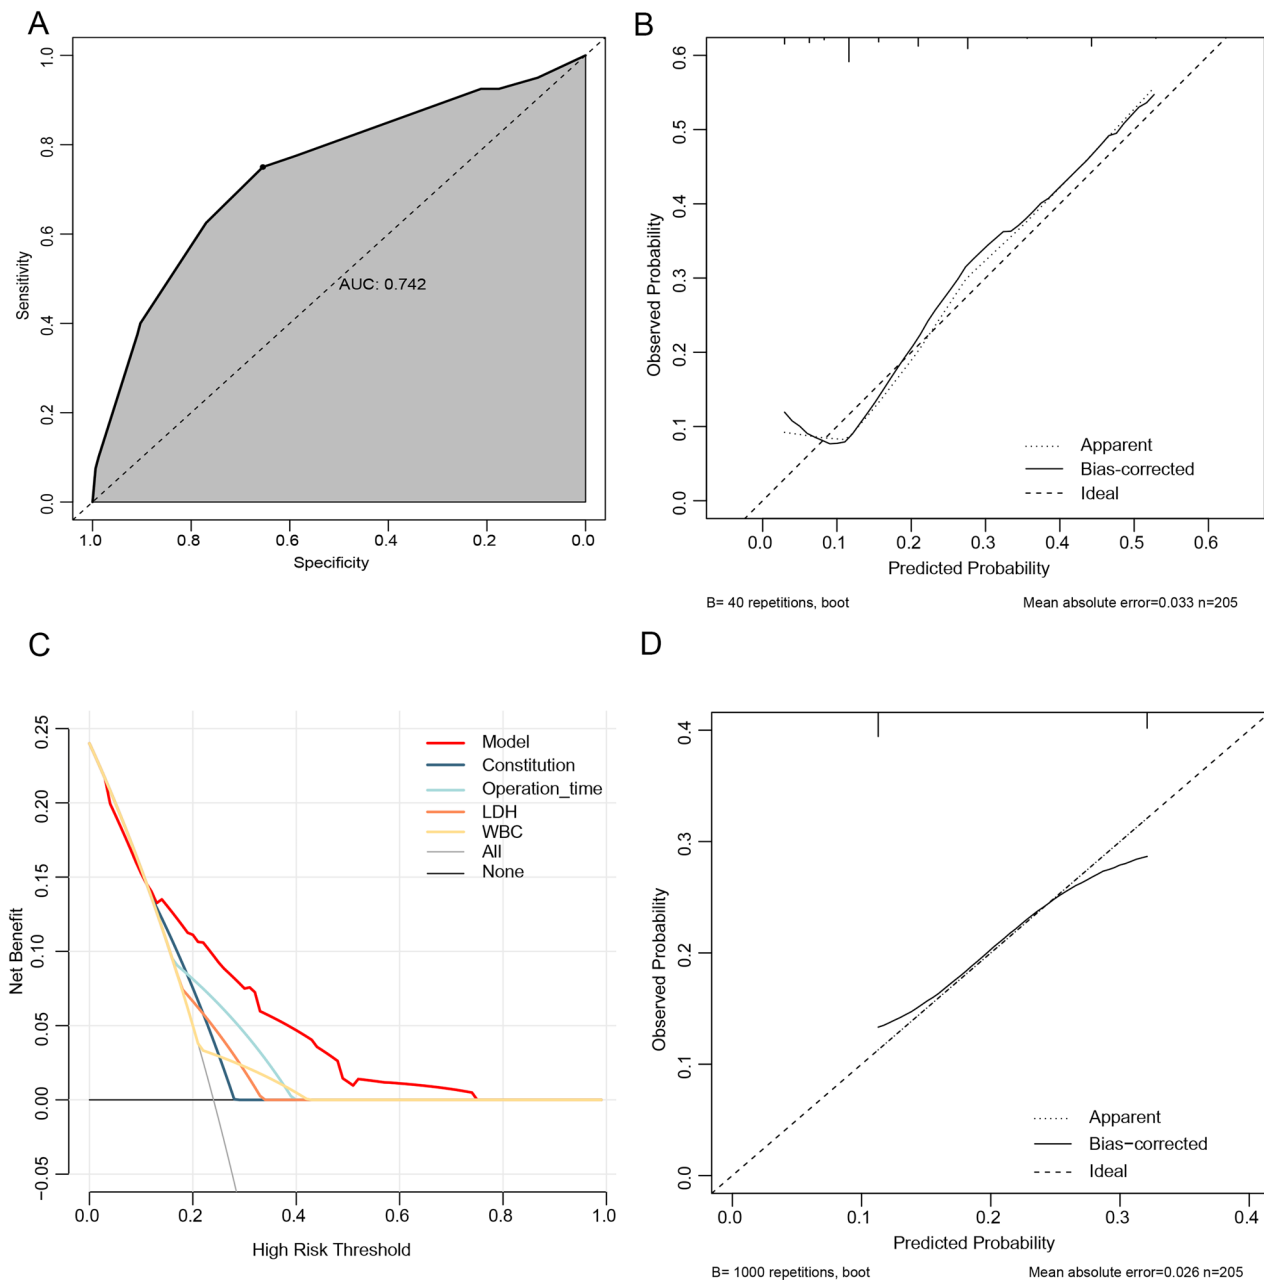 A
1.0
0.8
0.6
0.4
0.2
0.0
Sensitivity
AUC: 0.742
1.0 0.8 0.6 0.4 0.2 0.0
Specificity
B
0.6
0.5
0.4
0.3
0.2
0.1
0.0
Observed Probability
Apparent
Bias-corrected
Ideal
0.0 0.1 0.2 0.3 0.4 0.5 0.6
Predicted Probability
B= 40 repetitions, boot Mean absolute error=0.033 n=205
C
0.25
0.20
0.15
0.10
0.05
0.00
−0.05
Net Benefit
Model
Constitution
Operation_time
LDH
WBC
All
None
0.0 0.2 0.4 0.6 0.8 1.0
High Risk Threshold
D
0.4
0.3
0.2
0.1
0.0
Observed Probability
Apparent
Bias−corrected
Ideal
0.0 0.1 0.2 0.3 0.4
Predicted Probability
B= 1000 repetitions, boot Mean absolute error=0.026 n=205